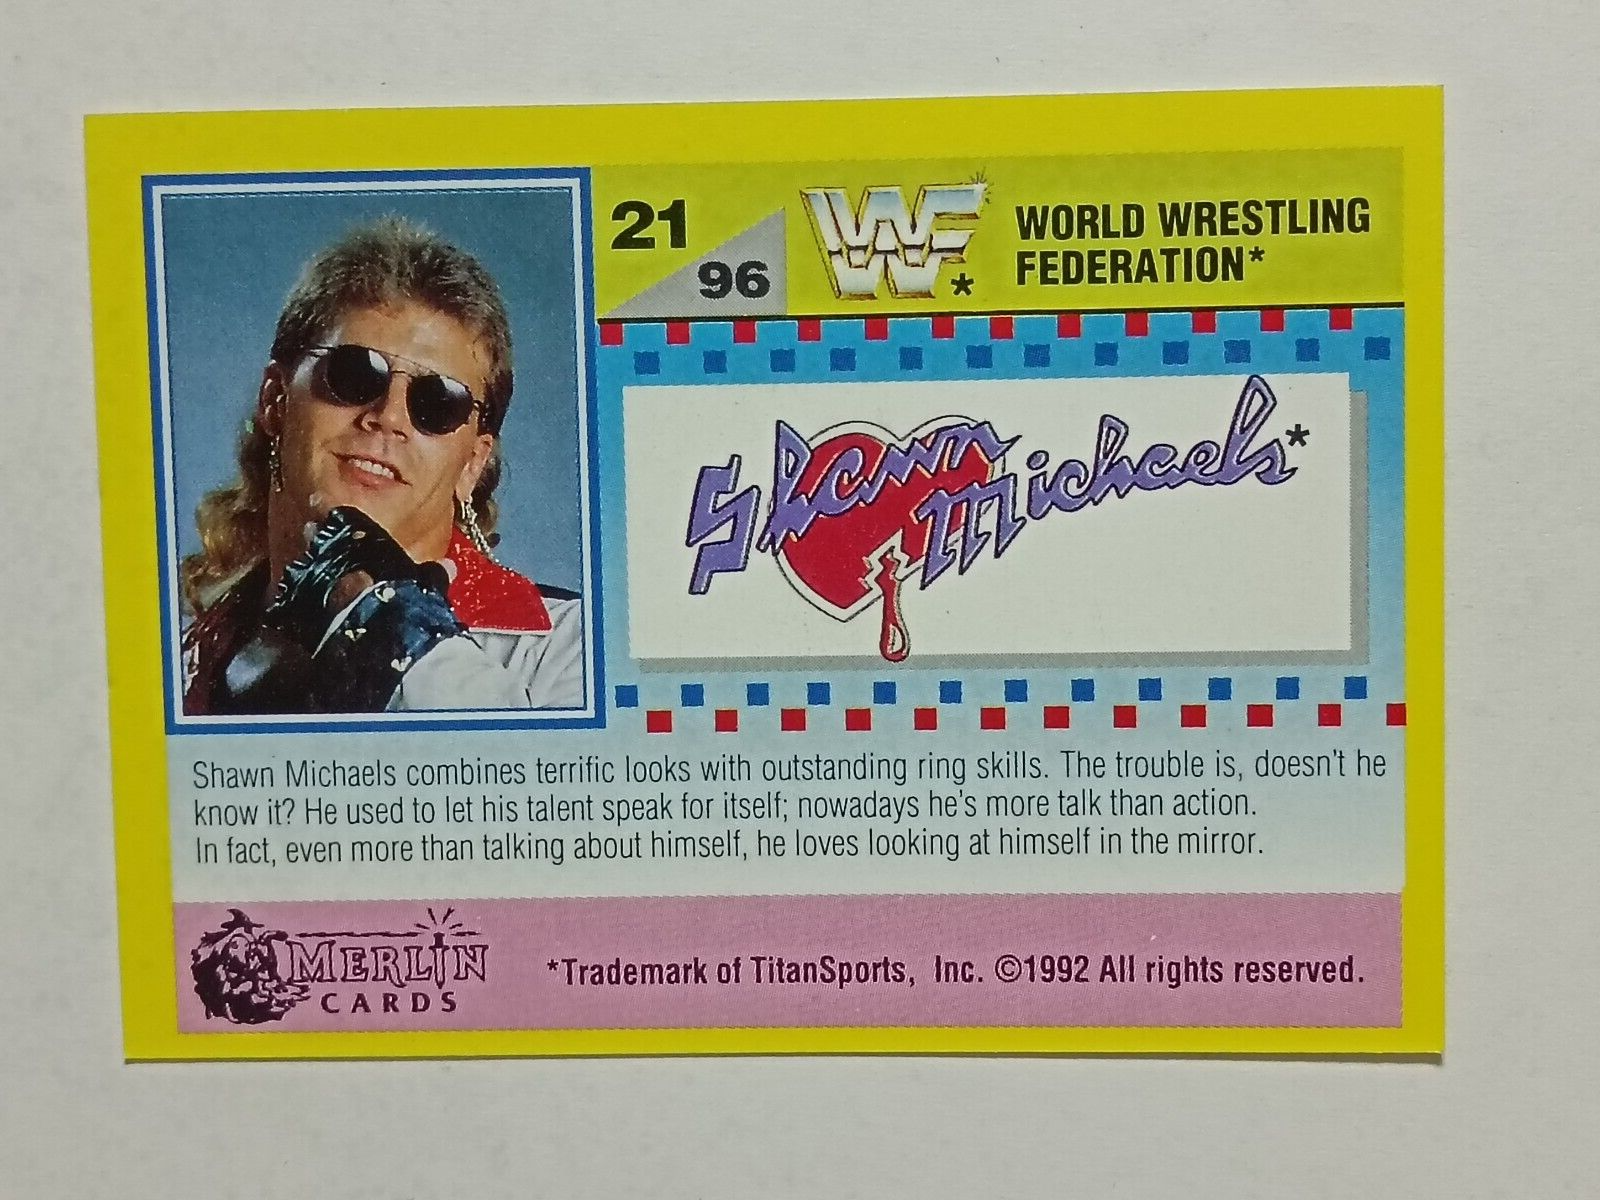 21
96
WWF*
WORLD WRESTLING
FEDERATION*
Shawn Michaels*
Shawn Michaels combines terrific looks with outstanding ring skills. The trouble is, doesn't he
know it? He used to let his talent speak for itself; nowadays he's more talk than action.
In fact, even more than talking about himself, he loves looking at himself in the mirror.
MERLIN
CARDS
*Trademark of TitanSports, Inc. ©1992 All rights reserved.